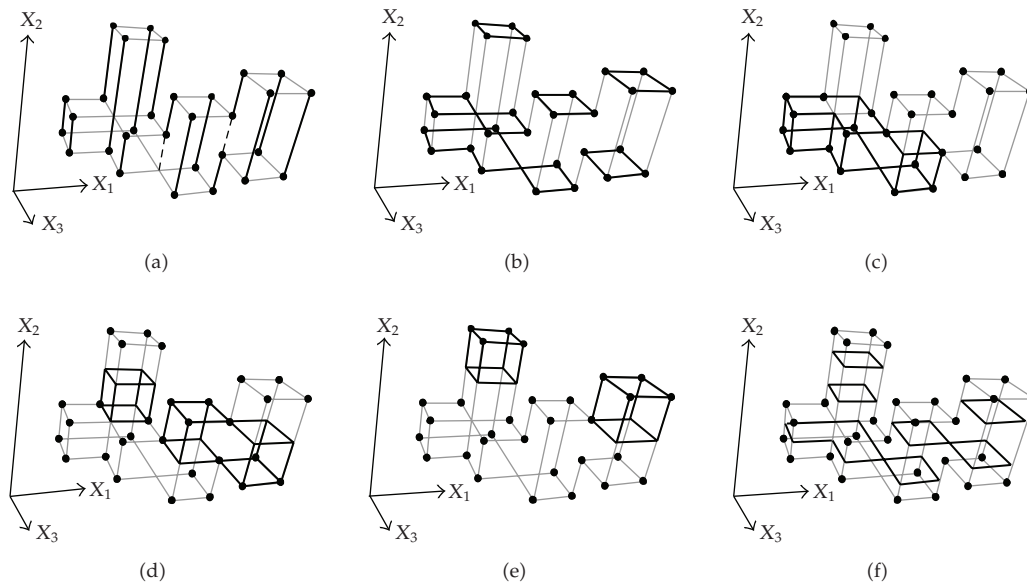 X2 X2 X2
X1 X1 X1
X3 X3 X3
(a) (b) (c)
X2 X2 X2
X1 X1 X1
X3 X3 X3
(d) (e) (f)